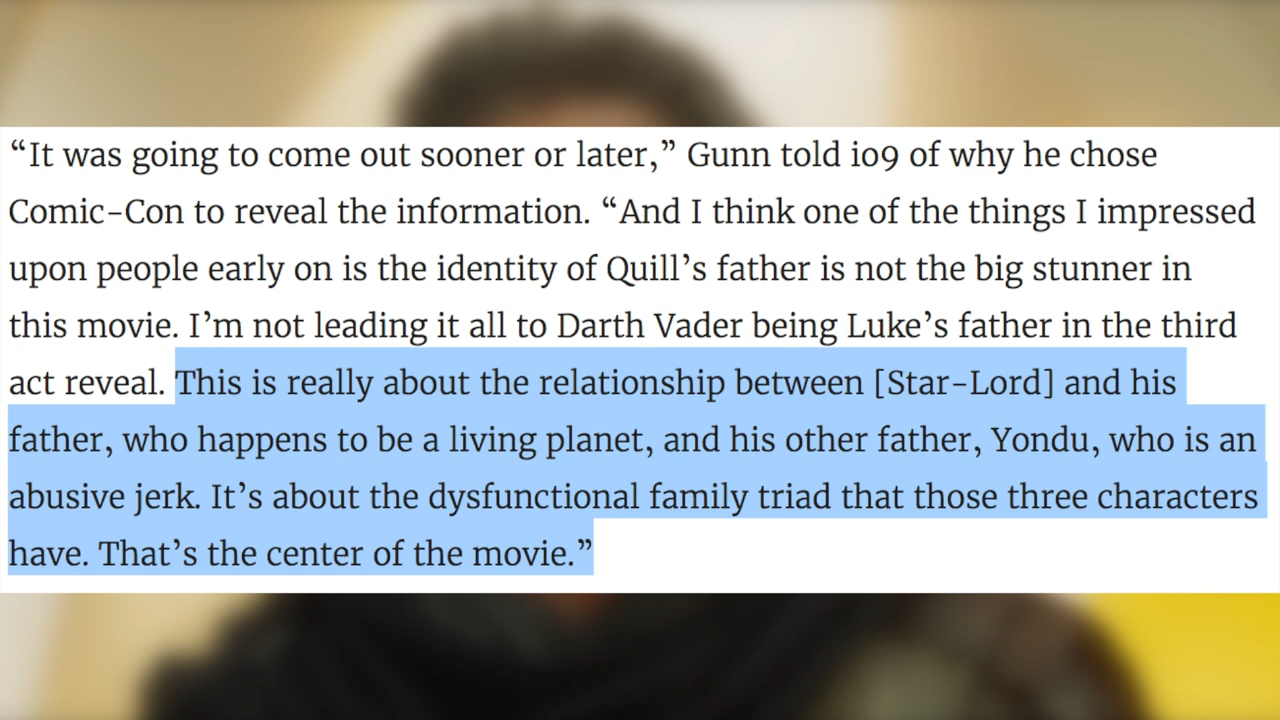 “It was going to come out sooner or later,” Gunn told io9 of why he chose
Comic-Con to reveal the information. “And I think one of the things I impressed
upon people early on is the identity of Quill’s father is not the big stunner in
this movie. I’m not leading it all to Darth Vader being Luke’s father in the third
act reveal. This is really about the relationship between [Star-Lord] and his
father, who happens to be a living planet, and his other father, Yondu, who is an
abusive jerk. It’s about the dysfunctional family triad that those three characters
have. That’s the center of the movie.”